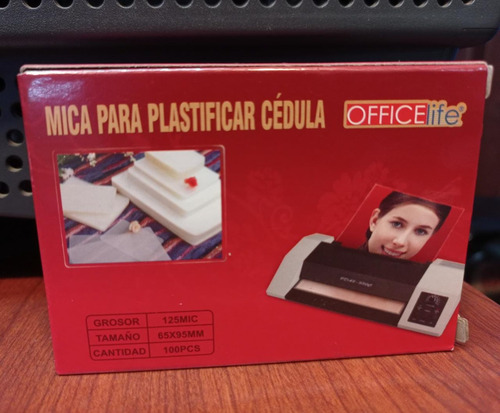 MICA PARA PLASTIFICAR CÉDULA
OFFICElife
GROSOR 125MIC
TAMAÑO 65X95MM
CANTIDAD 100PCS